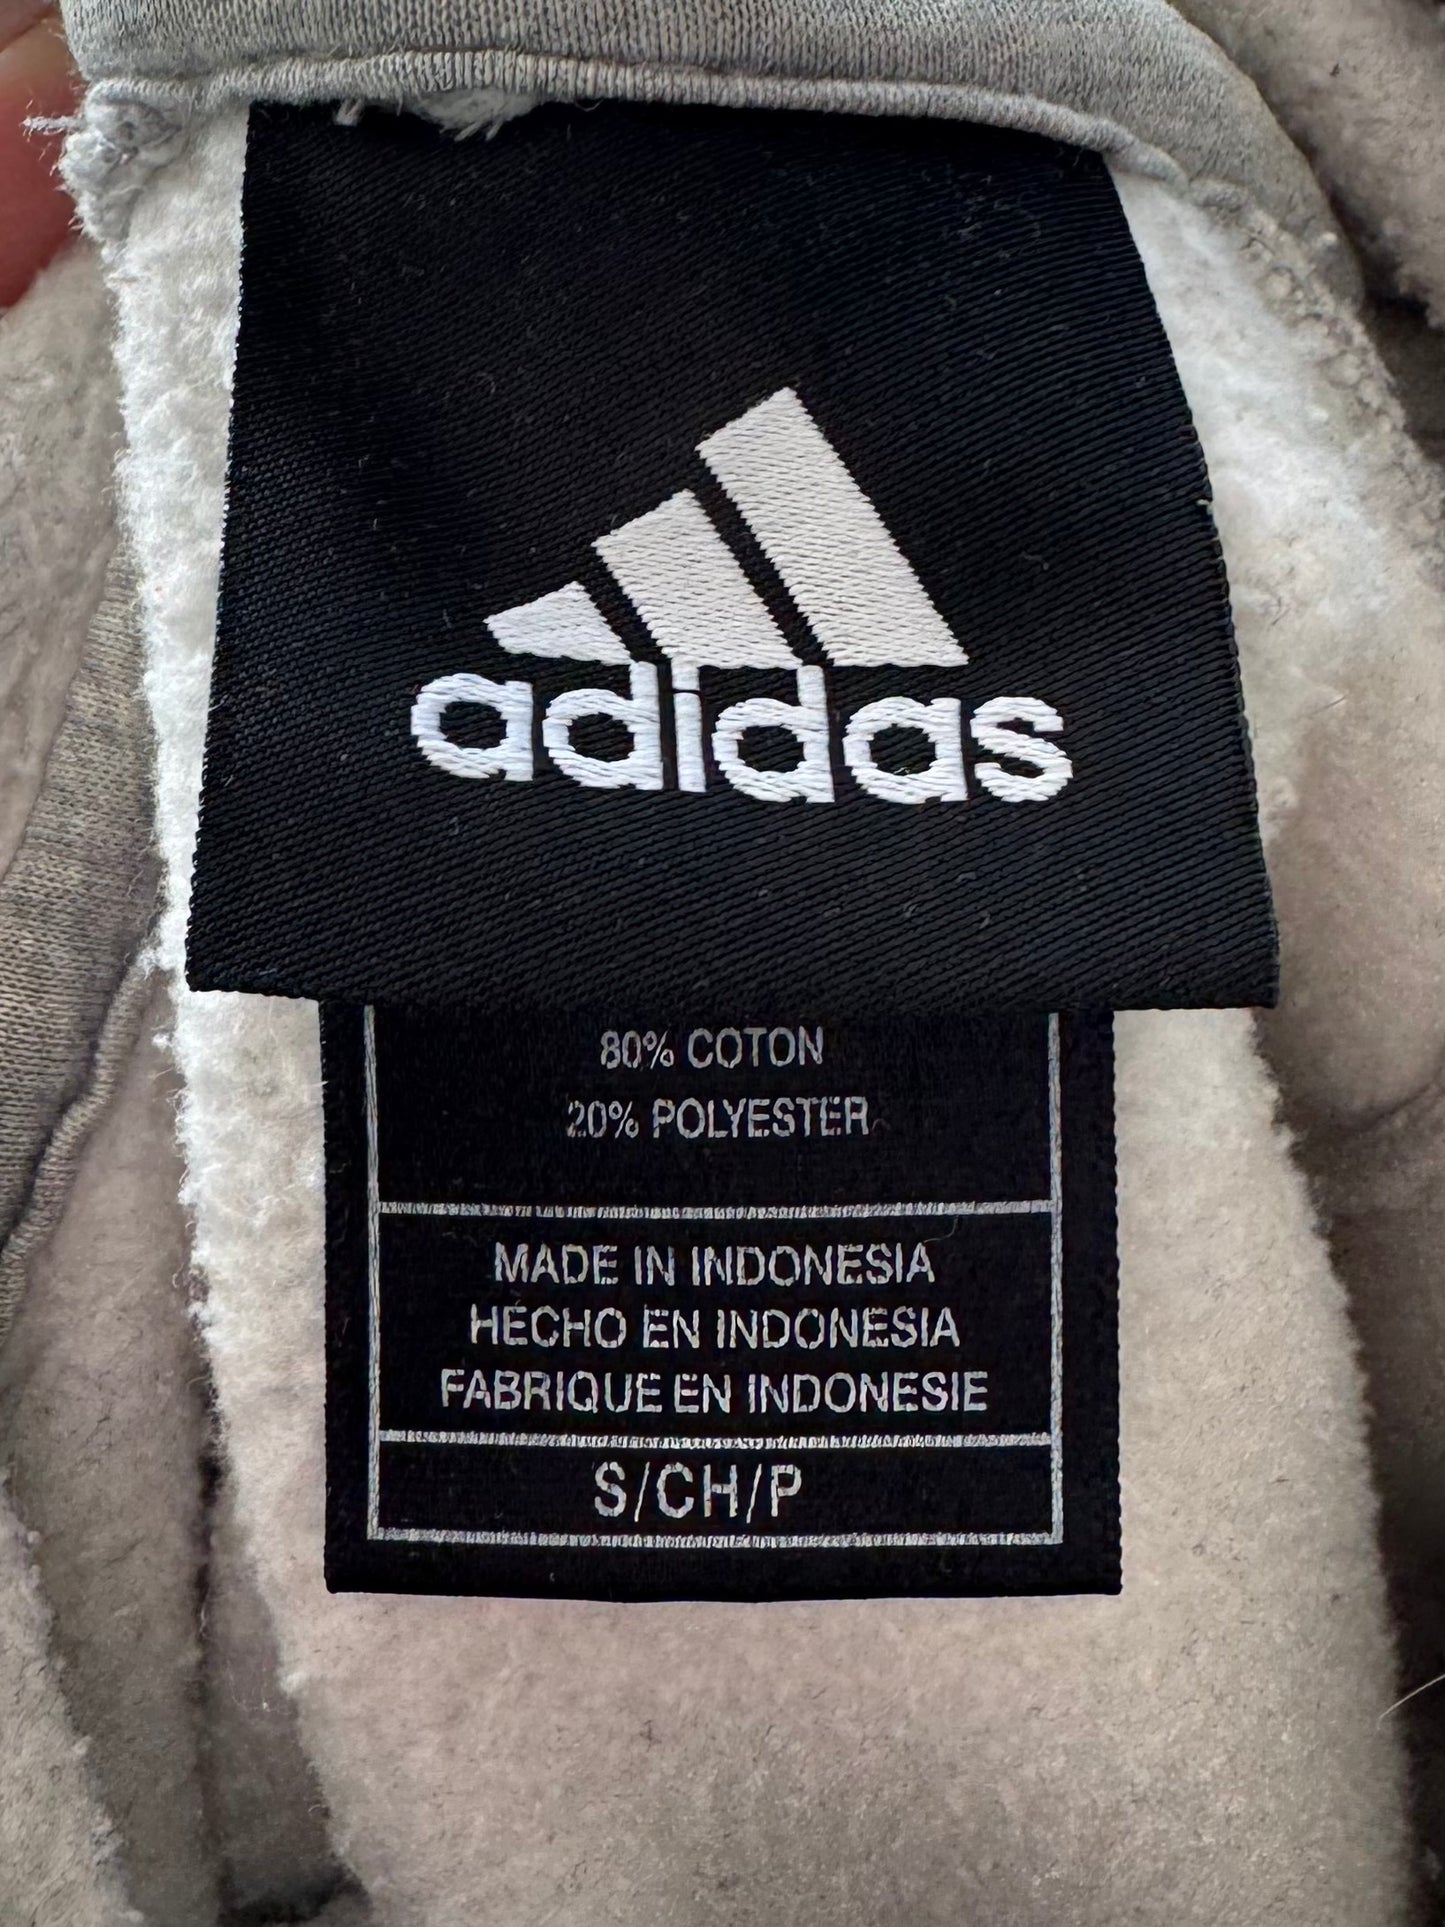 adidas
80% COTON
20% POLYESTER
MADE IN INDONESIA
HECHO EN INDONESIA
FABRIQUE EN INDONESIE
S/CH/P